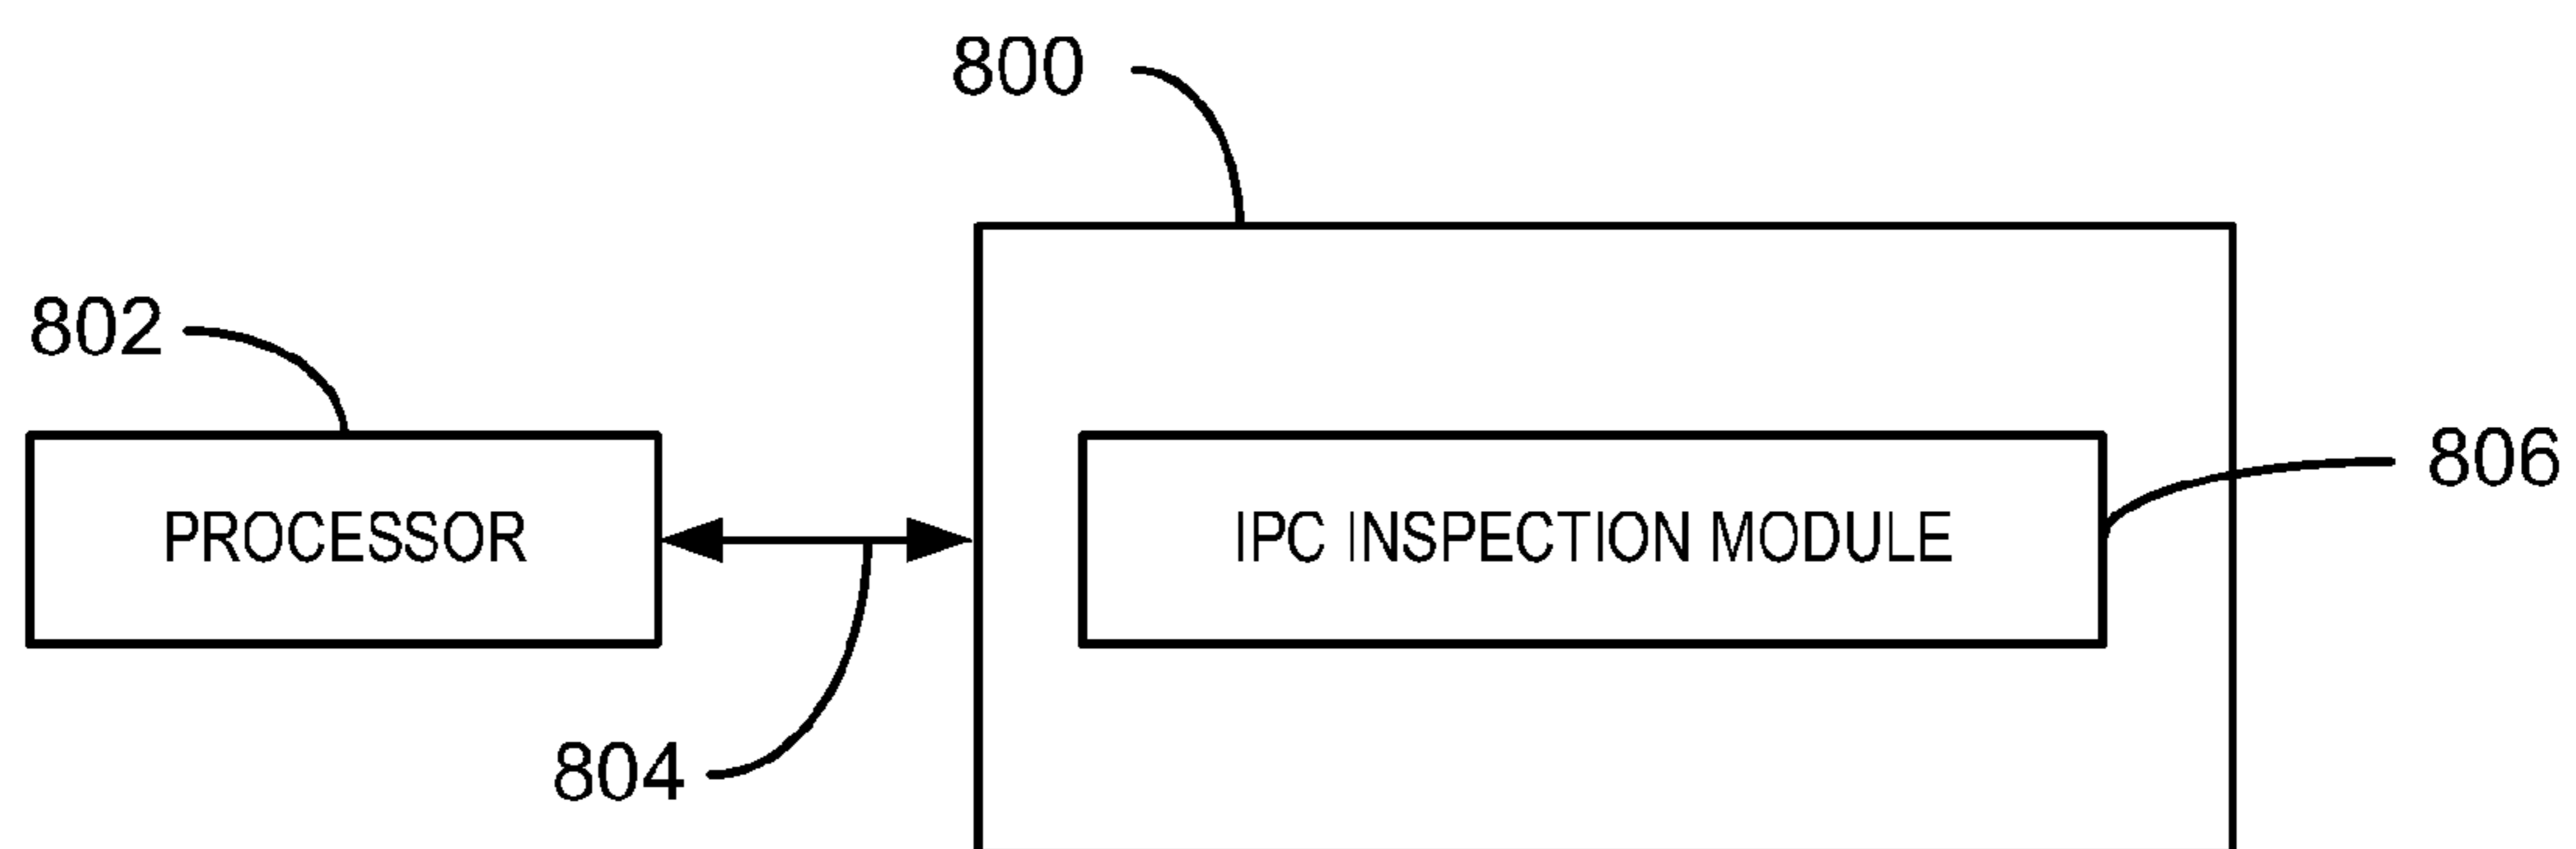 800
802
806
PROCESSOR
IPC INSPECTION MODULE
804